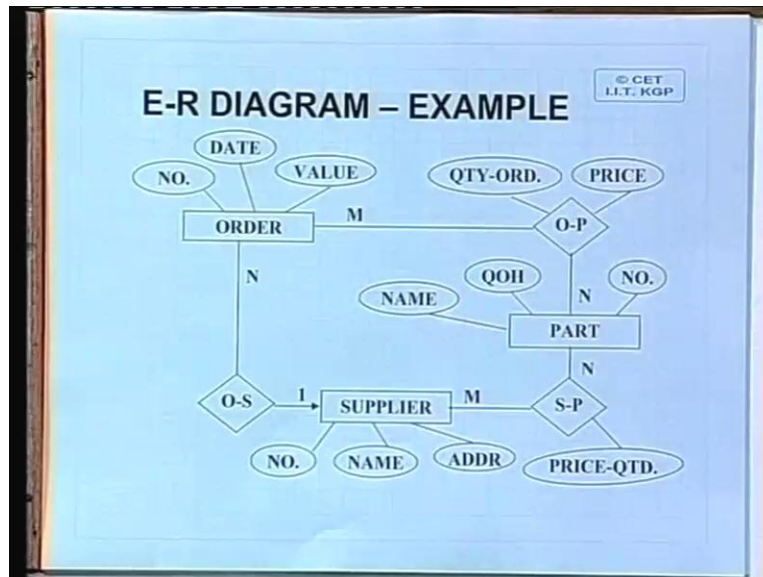 © CET
I.I.T. KGP
E-R DIAGRAM – EXAMPLE
DATE
NO.
VALUE
QTY-ORD.
PRICE
ORDER
M
O-P
N
QOH
NO.
NAME
N
PART
N
O-S
1
SUPPLIER
M
S-P
NO.
NAME
ADDR
PRICE-QTD.